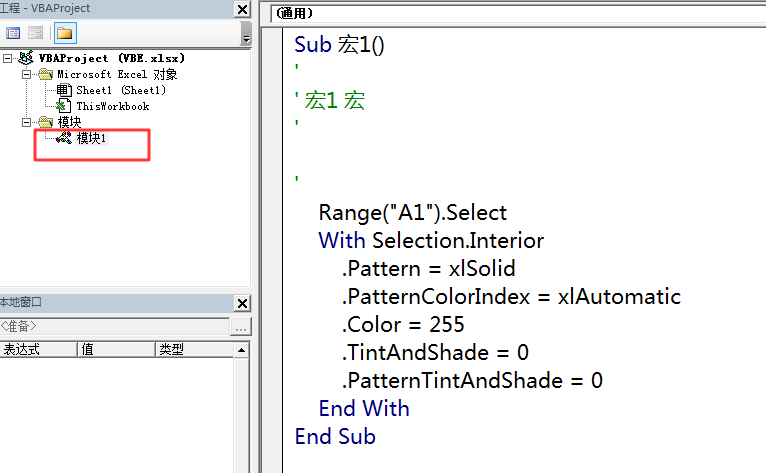 工程 - VBAProject
VBAProject (VBE.xlsx)
Microsoft Excel 对象
Sheet1 (Sheet1)
ThisWorkbook
模块
模块1
本地窗口
<准备>
...
表达式 值 类型
(通用)
Sub 宏1()
'
' 宏1 宏
'
'
Range("A1").Select
With Selection.Interior
.Pattern = xlSolid
.PatternColorIndex = xlAutomatic
.Color = 255
.TintAndShade = 0
.PatternTintAndShade = 0
End With
End Sub